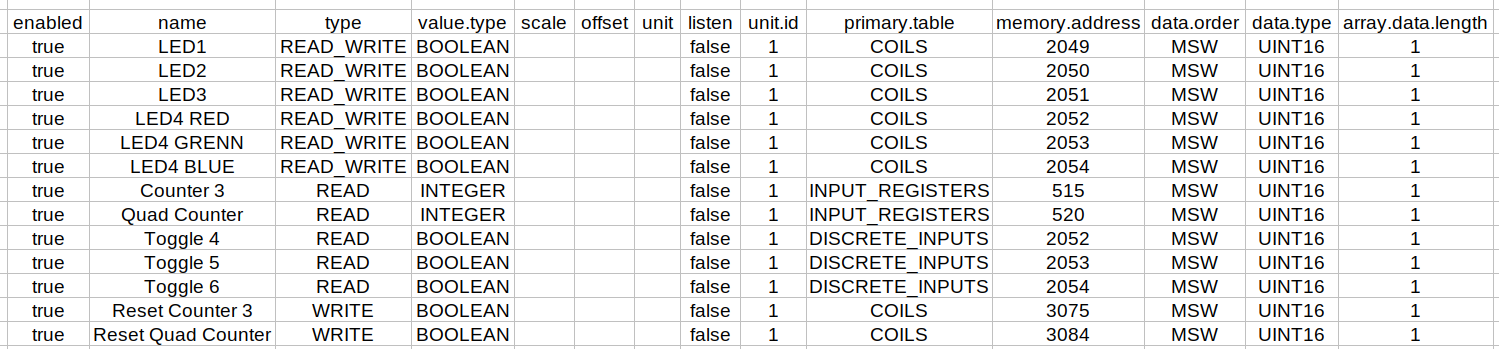 enabled name type value.type scale offset unit listen unit.id primary.table memory.address data.order data.type array.data.length
true LED1 READ_WRITE BOOLEAN false 1 COILS 2049 MSW UINT16 1
true LED2 READ_WRITE BOOLEAN false 1 COILS 2050 MSW UINT16 1
true LED3 READ_WRITE BOOLEAN false 1 COILS 2051 MSW UINT16 1
true LED4 RED READ_WRITE BOOLEAN false 1 COILS 2052 MSW UINT16 1
true LED4 GRENN READ_WRITE BOOLEAN false 1 COILS 2053 MSW UINT16 1
true LED4 BLUE READ_WRITE BOOLEAN false 1 COILS 2054 MSW UINT16 1
true Counter 3 READ INTEGER false 1 INPUT_REGISTERS 515 MSW UINT16 1
true Quad Counter READ INTEGER false 1 INPUT_REGISTERS 520 MSW UINT16 1
true Toggle 4 READ BOOLEAN false 1 DISCRETE_INPUTS 2052 MSW UINT16 1
true Toggle 5 READ BOOLEAN false 1 DISCRETE_INPUTS 2053 MSW UINT16 1
true Toggle 6 READ BOOLEAN false 1 DISCRETE_INPUTS 2054 MSW UINT16 1
true Reset Counter 3 WRITE BOOLEAN false 1 COILS 3075 MSW UINT16 1
true Reset Quad Counter WRITE BOOLEAN false 1 COILS 3084 MSW UINT16 1